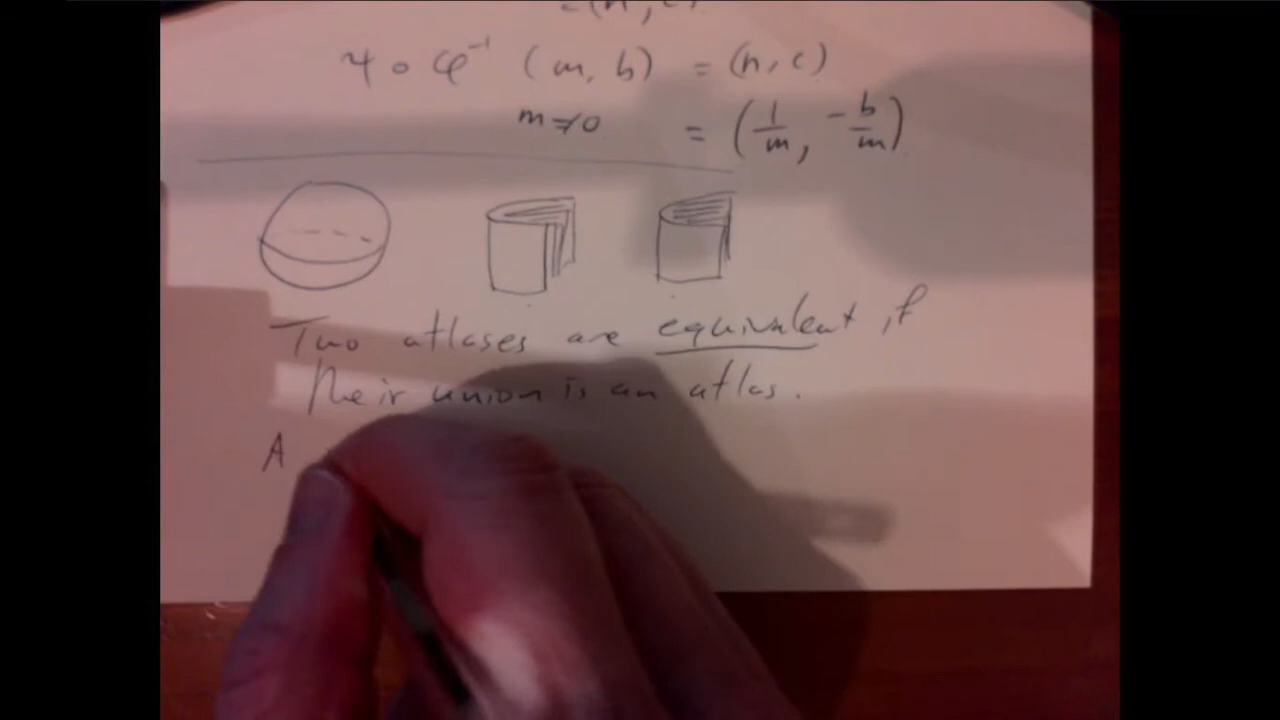 = (n, c)
ψ ∘ φ⁻¹ (m, b) = (n, c)
m ≠ 0 = (1/m, -b/m)
Two atlases are equivalent if
their union is an atlas.
A